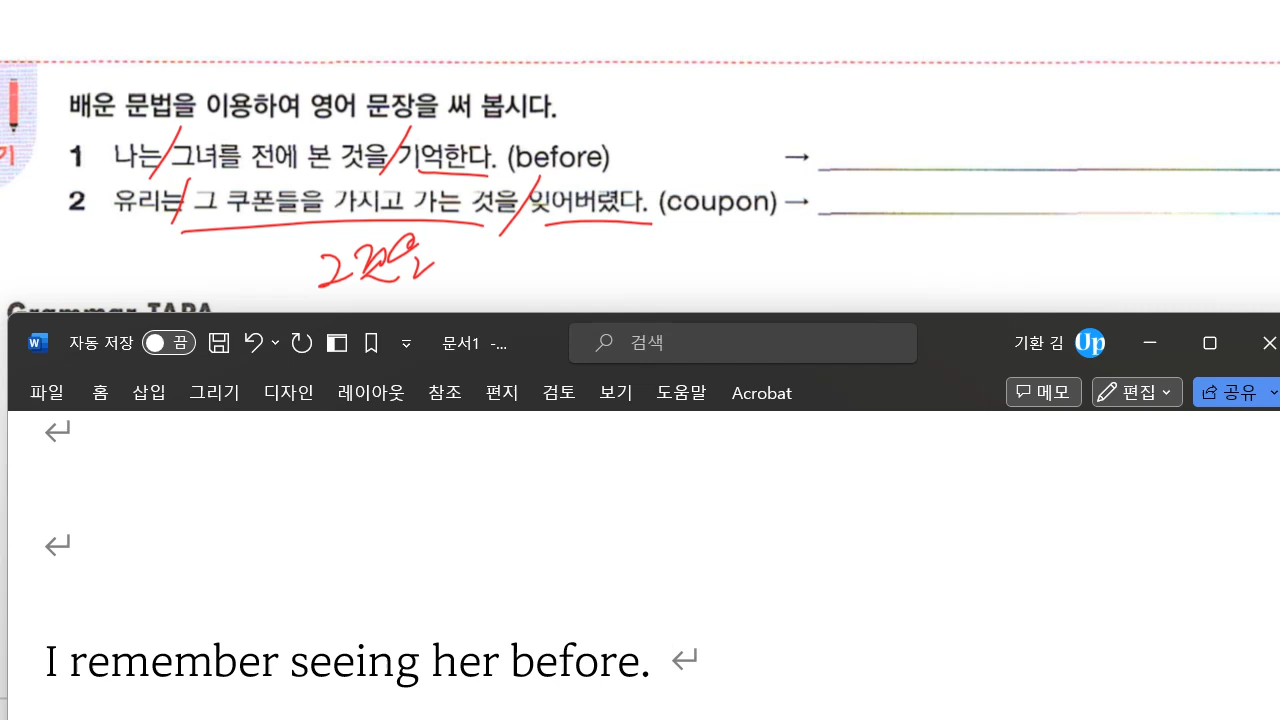 배운 문법을 이용하여 영어 문장을 써 봅시다.
1 나는 그녀를 전에 본 것을 기억한다. (before) →
2 유리는 그 쿠폰들을 가지고 가는 것을 잊어버렸다. (coupon) →
기
Grammar TAPA
자동 저장 끔 문서1 -... 검색 기환 김 Up
파일 홈 삽입 그리기 디자인 레이아웃 참조 편지 검토 보기 도움말 Acrobat 메모 편집 공유
I remember seeing her before.